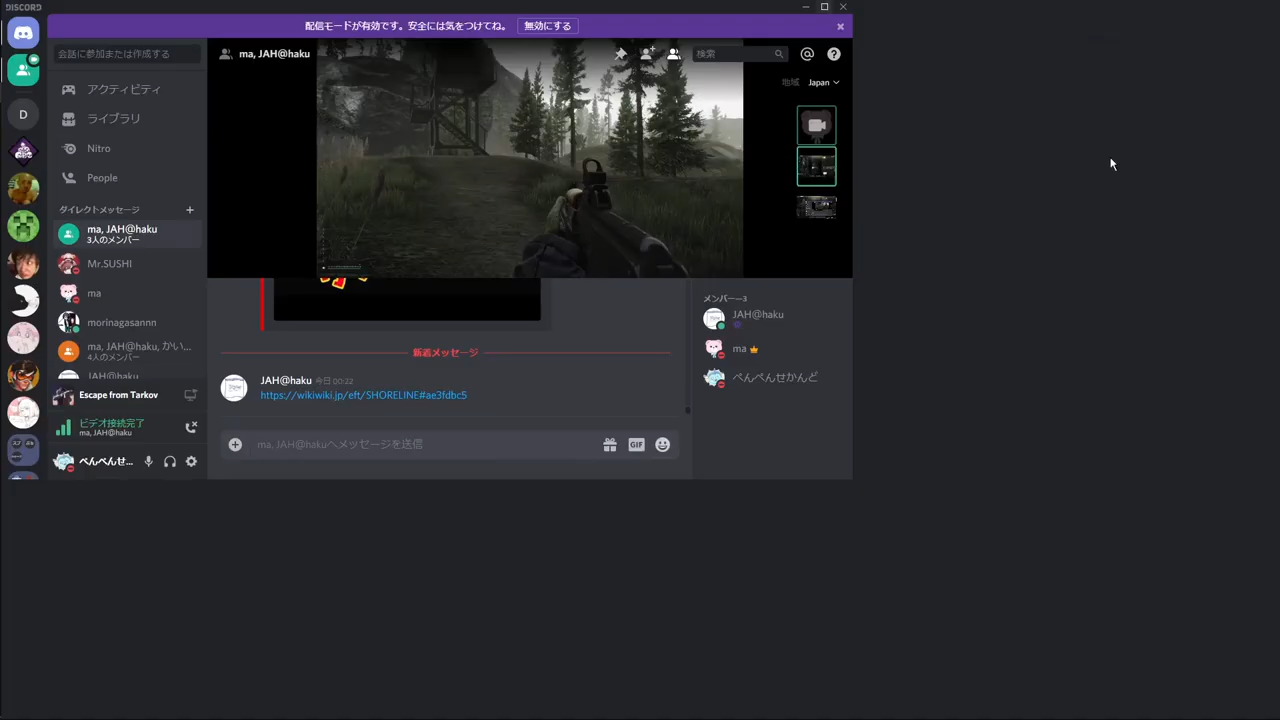 DISCORD
配信モードが有効です。安全には気をつけてね。 無効にする
会話に参加または作成する
ma, JAH@haku
検索
地域 Japan
D
アクティビティ
ライブラリ
Nitro
People
ダイレクトメッセージ
ma, JAH@haku
3人のメンバー
Mr.SUSHI
ma
morinagasannn
ma, JAH@haku, かい...
4人のメンバー
JAH@haku
Escape from Tarkov
ビデオ接続完了
ma, JAH@haku
ぺんぺんせ...
新着メッセージ
JAH@haku 今日 00:22
https://wikiwiki.jp/eft/SHORELINE#ae3fdbc5
ma, JAH@hakuへメッセージを送信
GIF
メンバー—3
JAH@haku
ma
ぺんぺんせかんど